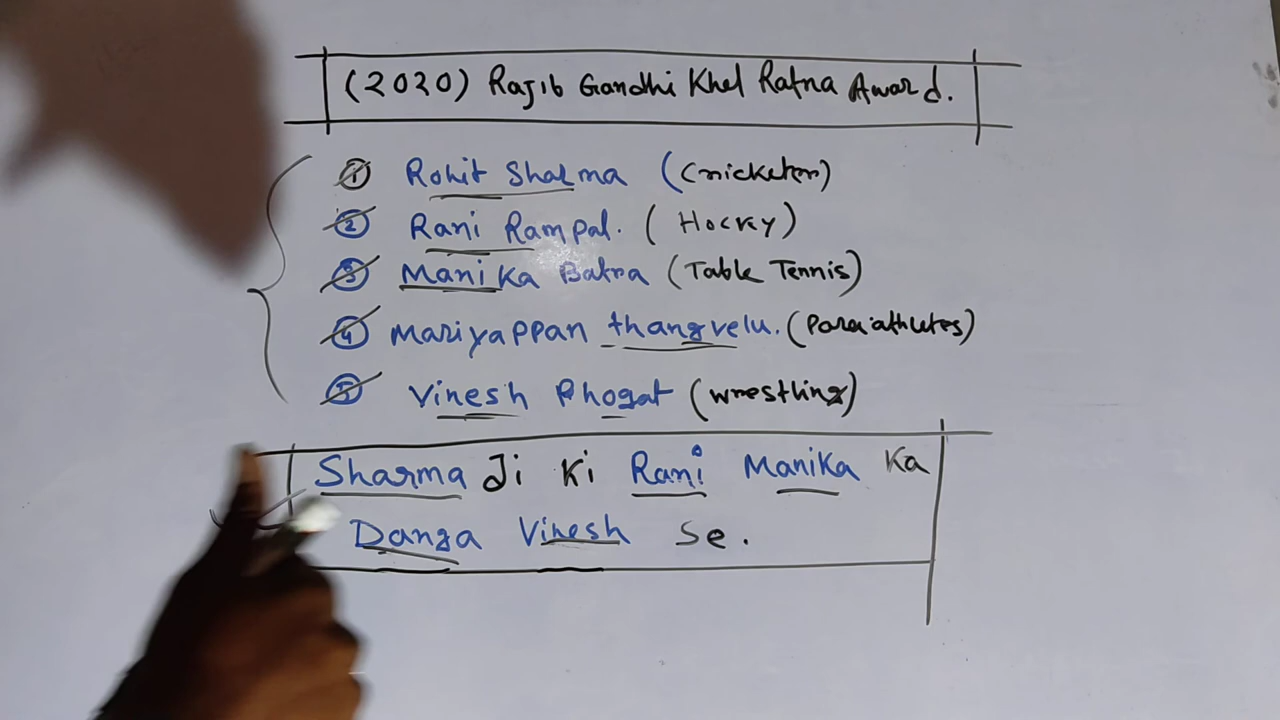 (2020) Rajib Gandhi Khel Ratna Award.
① Rohit Sharma (Cricketer)
② Rani Rampal. (Hockey)
③ Manika Batra (Table Tennis)
④ Mariyappan thangvelu. (Para athletes)
⑤ Vinesh Phogat (wrestling)
Sharma Ji Ki Rani Manika Ka
Danga Vinesh Se.